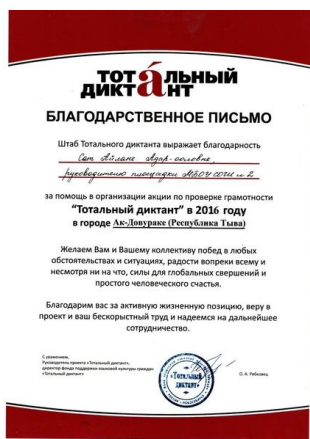 тотáльный
диктáнт
БЛАГОДАРСТВЕННОЕ ПИСЬМО
Штаб Тотального диктанта выражает благодарность
Сат Айлане Адар-ооловне,
руководителю площадки МБОУ СОШ № 2
за помощь в организации акции по проверке грамотности
"Тотальный диктант" в 2016 году
в городе Ак-Довураке (Республика Тыва)
Желаем Вам и Вашему коллективу побед в любых
обстоятельствах и ситуациях, радости вопреки всему и
несмотря ни на что, силы для глобальных свершений и
простого человеческого счастья.
Благодарим вас за активную жизненную позицию, веру в
проект и ваш бескорыстный труд и надеемся на дальнейшее
сотрудничество.
С уважением,
Руководитель проекта «Тотальный диктант»,
директор фонда поддержки языковой культуры граждан
«Тотальный диктант»
О. А. Ребковец
«Тотальный
диктант»